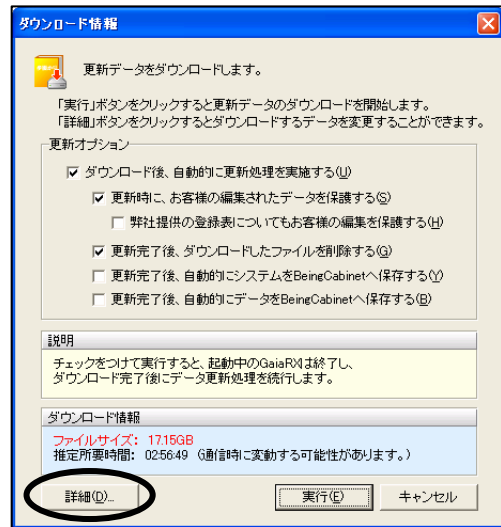 ダウンロード情報
更新データをダウンロードします。
「実行」ボタンをクリックすると更新データのダウンロードを開始します。
「詳細」ボタンをクリックするとダウンロードするデータを変更することができます。
更新オプション
ダウンロード後、自動的に更新処理を実施する(U)
更新時に、お客様の編集されたデータを保護する(S)
弊社提供の登録表についてもお客様の編集を保護する(H)
更新完了後、ダウンロードしたファイルを削除する(G)
更新完了後、自動的にシステムをBeingCabinetへ保存する(Y)
更新完了後、自動的にデータをBeingCabinetへ保存する(B)
説明
チェックをつけて実行すると、起動中のGaiaRXは終了し、
ダウンロード完了後にデータ更新処理を続行します。
ダウンロード情報
ファイルサイズ: 17.15GB
推定所要時間: 02:56:49 (通信時に変動する可能性があります。)
詳細(D)... 実行(E) キャンセル